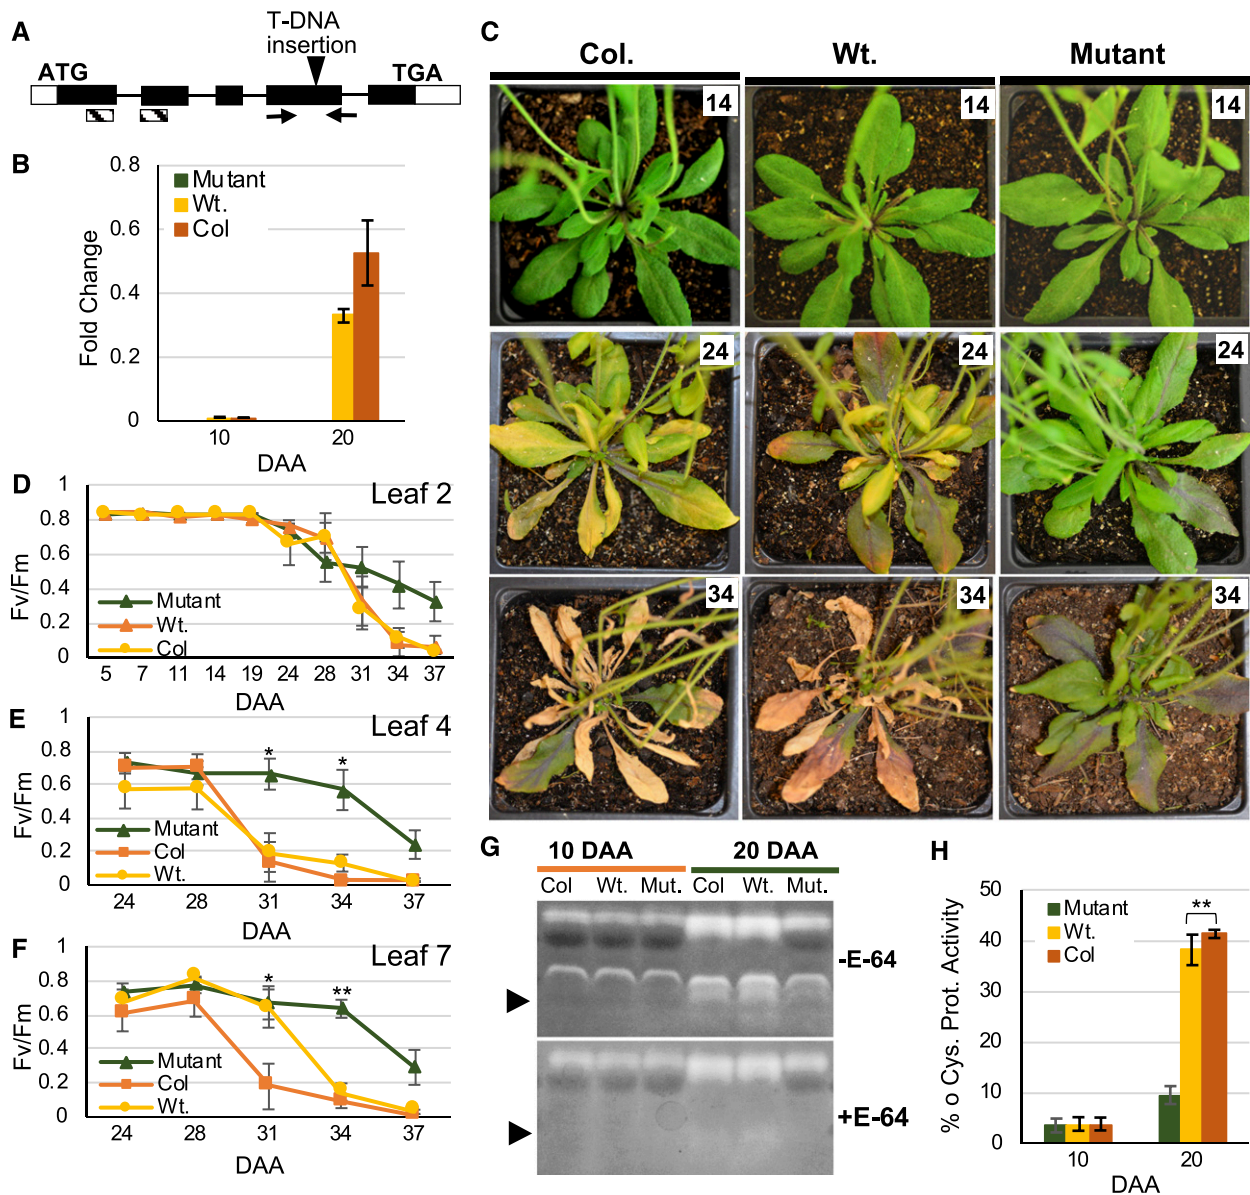 A
T-DNA
insertion
ATG
TGA
B
Fold Change
0.8
0.6
0.4
0.2
0
Mutant
Wt.
Col
10
20
DAA
C
Col.
Wt.
Mutant
14
14
14
24
24
24
34
34
34
D
Leaf 2
Fv/Fm
1
0.8
0.6
0.4
0.2
0
Mutant
Wt.
Col
5 7 11 14 19 24 28 31 34 37
DAA
E
Leaf 4
Fv/Fm
1
0.8
0.6
0.4
0.2
0
* *
Mutant
Col
Wt.
24 28 31 34 37
DAA
F
Leaf 7
Fv/Fm
1
0.8
0.6
0.4
0.2
0
* **
Mutant
Col
Wt.
24 28 31 34 37
DAA
G
10 DAA
20 DAA
Col Wt. Mut. Col Wt. Mut.
-E-64
+E-64
H
% o Cys. Prot. Activity
50
40
30
20
10
0
Mutant
Wt.
Col
**
10
20
DAA